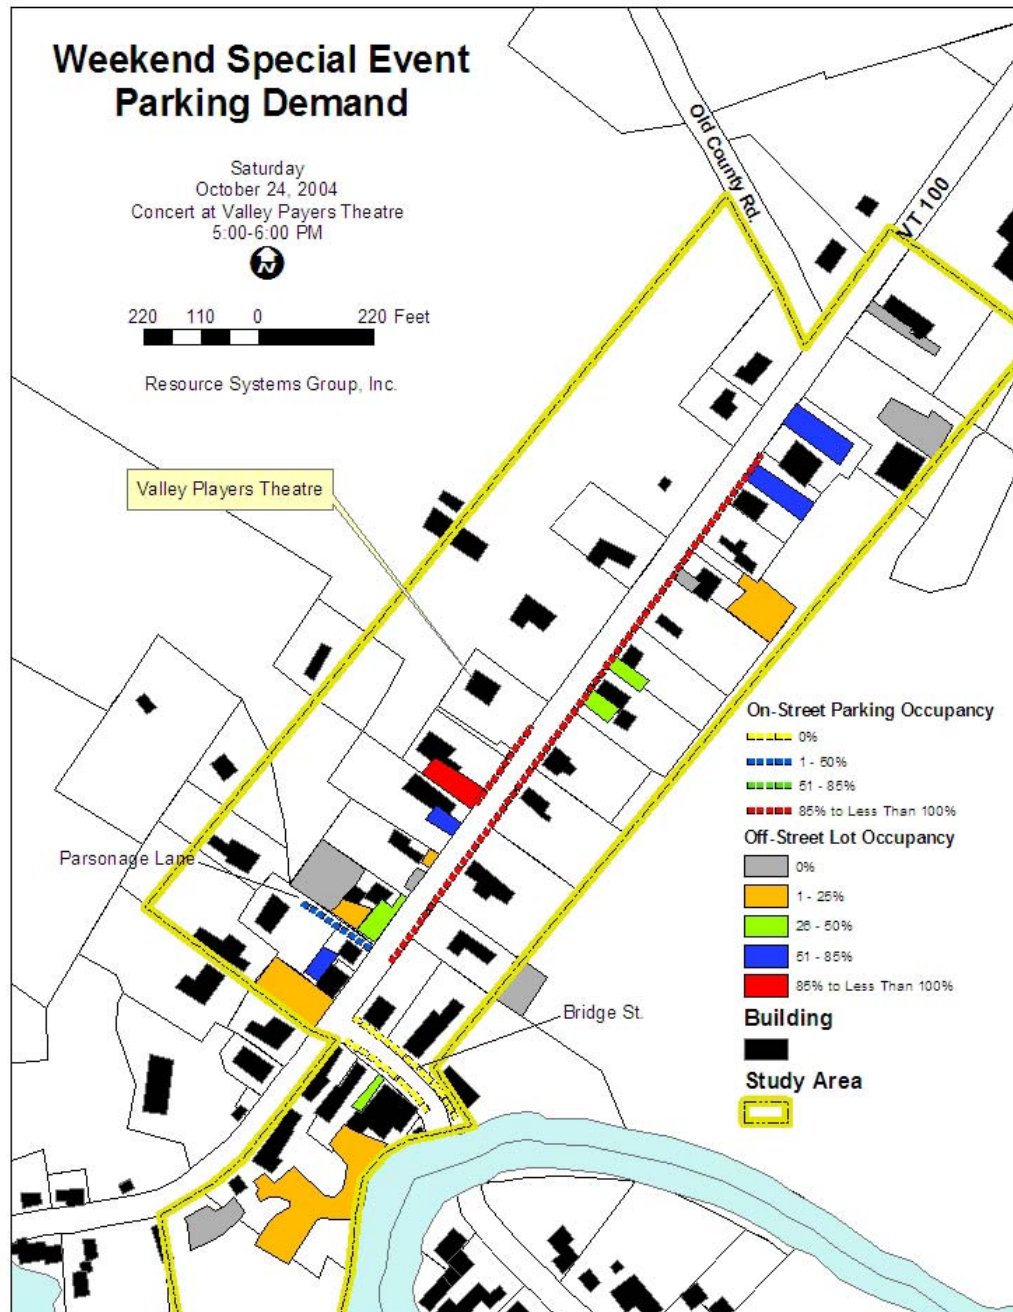 Weekend Special Event
Parking Demand
Saturday
October 24, 2004
Concert at Valley Payers Theatre
5:00-6:00 PM
N
220 110 0 220 Feet
Resource Systems Group, Inc.
Old County Rd.
VT 100
Valley Players Theatre
Parsonage Lane
Bridge St.
On-Street Parking Occupancy
0%
1 - 50%
51 - 85%
85% to Less Than 100%
Off-Street Lot Occupancy
0%
1 - 25%
26 - 50%
51 - 85%
85% to Less Than 100%
Building
Study Area